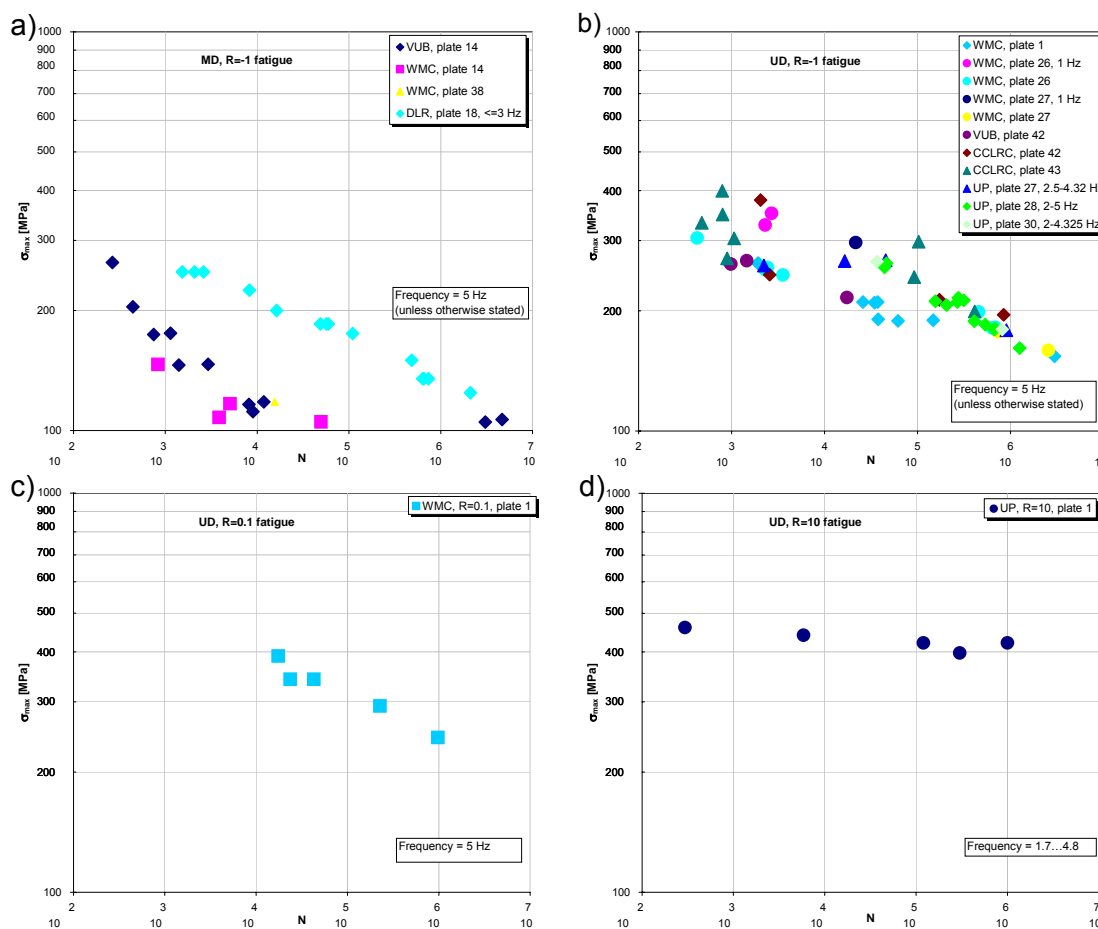 a)
1000
900
800
700
600
500
400
300
200
100
σmax [MPa]
MD, R=-1 fatigue
VUB, plate 14
WMC, plate 14
WMC, plate 38
DLR, plate 18, <=3 Hz
Frequency = 5 Hz
(unless otherwise stated)
2 3 4 5 6 7
10 10 10 N 10 10 10
b)
1000
900
800
700
600
500
400
300
200
100
σmax [MPa]
UD, R=-1 fatigue
WMC, plate 1
WMC, plate 26, 1 Hz
WMC, plate 26
WMC, plate 27, 1 Hz
WMC, plate 27
VUB, plate 42
CCLRC, plate 42
CCLRC, plate 43
UP, plate 27, 2.5-4.32 H
UP, plate 28, 2-5 Hz
UP, plate 30, 2-4.325 Hz
Frequency = 5 Hz
(unless otherwise stated)
2 3 4 5 6
10 10 10 N 10 10 1
c)
1000
900
800
700
600
500
400
300
200
100
σmax [MPa]
UD, R=0.1 fatigue
WMC, R=0.1, plate 1
Frequency = 5 Hz
2 3 4 5 6 7
10 10 10 N 10 10 10
d)
1000
900
800
700
600
500
400
300
200
100
σmax [MPa]
UD, R=10 fatigue
UP, R=10, plate 1
Frequency = 1.7...4.8
2 3 4 5 6 7
10 10 10 N 10 10 10